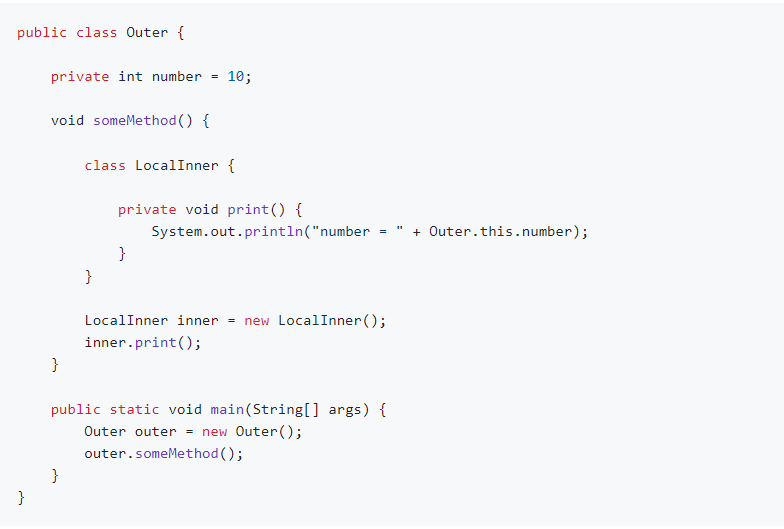 public class Outer {
private int number = 10;
void someMethod() {
class LocalInner {
private void print() {
System.out.println("number = " + Outer.this.number);
}
}
LocalInner inner = new LocalInner();
inner.print();
}
public static void main(String[] args) {
Outer outer = new Outer();
outer.someMethod();
}
}